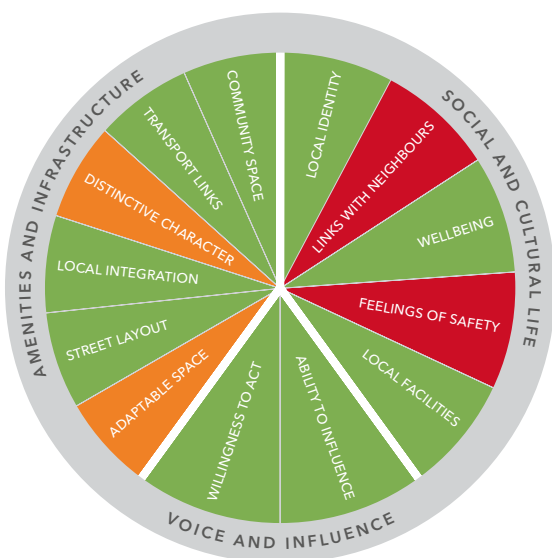 AMENITIES AND INFRASTRUCTURE
SOCIAL AND CULTURAL LIFE
VOICE AND INFLUENCE
COMMUNITY SPACE
LOCAL IDENTITY
TRANSPORT LINKS
LINKS WITH NEIGHBOURS
DISTINCTIVE CHARACTER
WELLBEING
LOCAL INTEGRATION
FEELINGS OF SAFETY
STREET LAYOUT
LOCAL FACILITIES
ADAPTABLE SPACE
WILLINGNESS TO ACT
ABILITY TO INFLUENCE